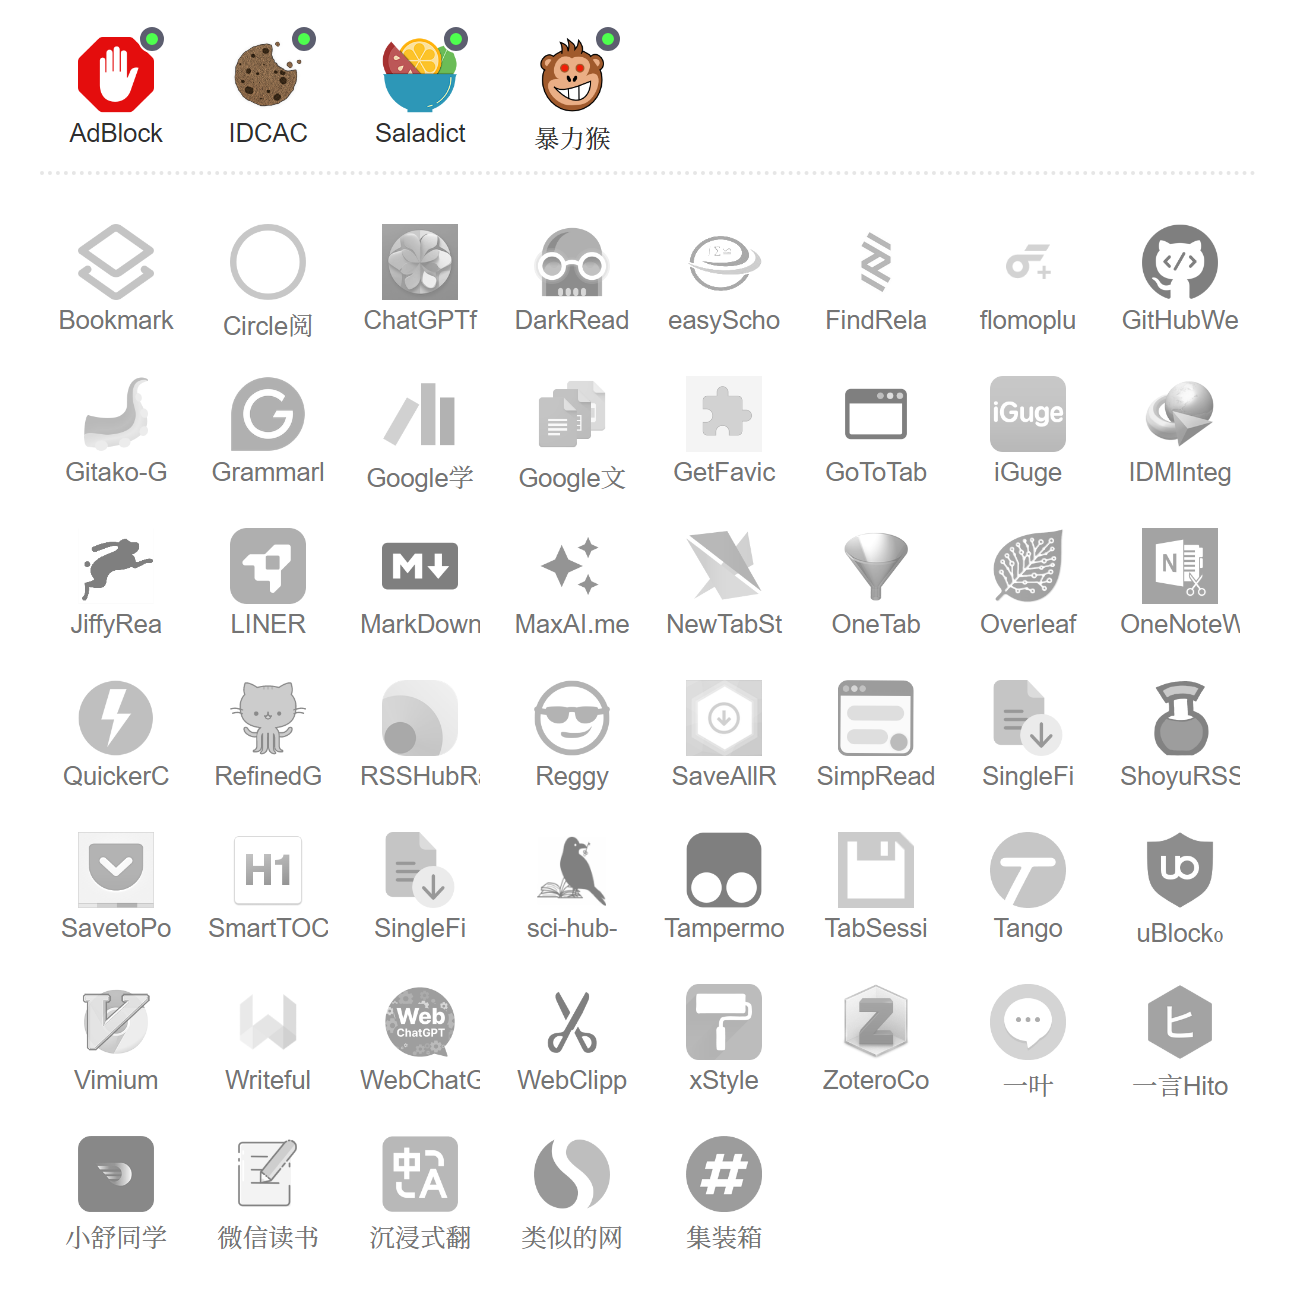 AdBlock IDCAC Saladict 暴力猴
Bookmark Circle阅 ChatGPTf DarkRead easyScho FindRela flomoplu GitHubWe
iGuge
Gitako-G Grammarl Google学 Google文 GetFavic GoToTab iGuge IDMInteg
M N
JiffyRea LINER MarkDown MaxAI.me NewTabSt OneTab Overleaf OneNoteW
QuickerC RefinedG RSSHubRa Reggy SaveAllR SimpRead SingleFi ShoyuRSS
H1 uo
SavetoPo SmartTOC SingleFi sci-hub- Tampermo TabSessi Tango uBlock₀
Web
ChatGPT
Z ヒ
Vimium Writeful WebChatG WebClipp xStyle ZoteroCo 一叶 一言Hito
中 A #
小舒同学 微信读书 沉浸式翻 类似的网 集装箱